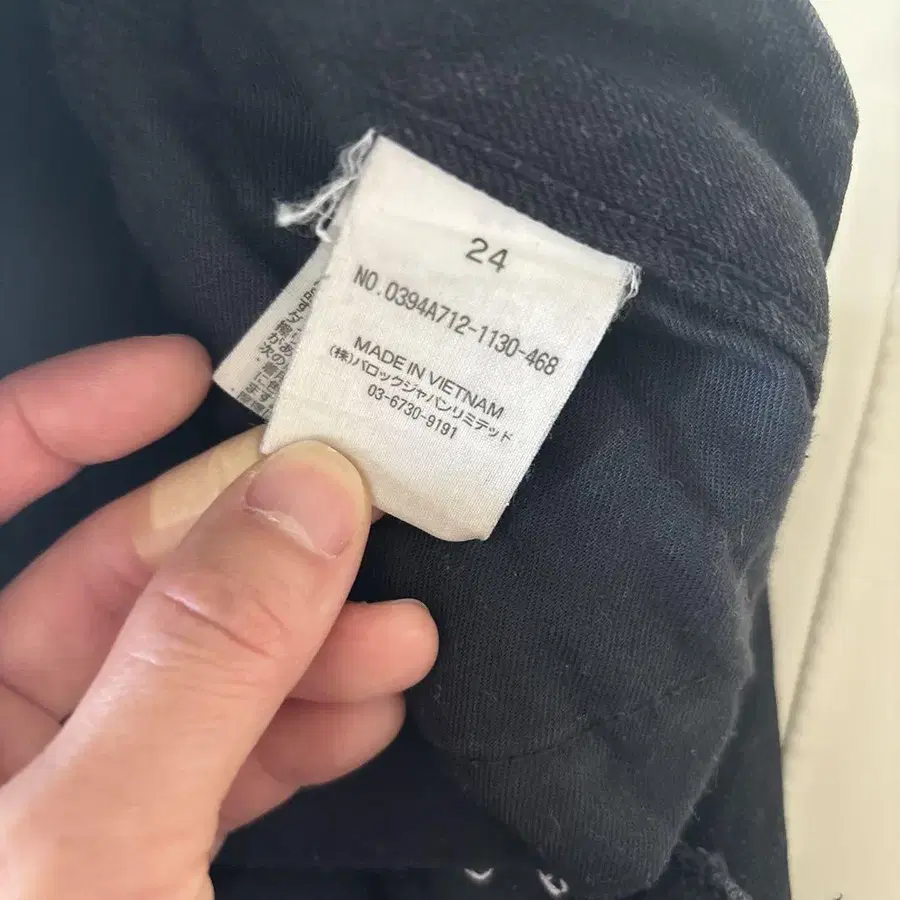 24
NO.0394A712-1130-468
MADE IN VIETNAM
(株)バロックジャパンリミテッド
03-6730-9191